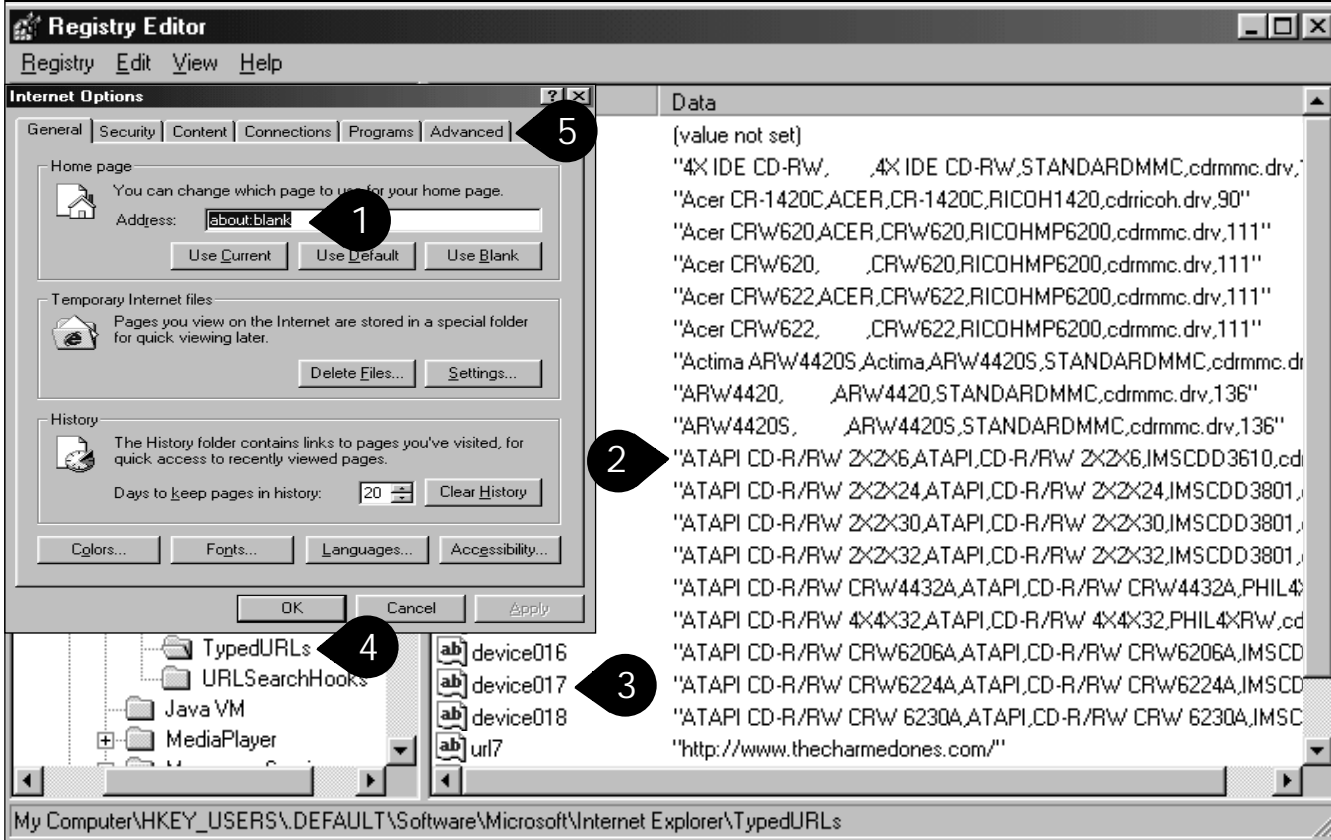 Registry Editor
Registry Edit View Help
Internet Options
General Security Content Connections Programs Advanced
5
Home page
You can change which page to use for your home page.
Address: about:blank
1
Use Current Use Default Use Blank
Temporary Internet files
Pages you view on the Internet are stored in a special folder
for quick viewing later.
Delete Files... Settings...
History
The History folder contains links to pages you've visited, for
quick access to recently viewed pages.
Days to keep pages in history: 20 Clear History
Colors... Fonts... Languages... Accessibility...
OK Cancel Apply
TypedURLs
4
URLSearchHooks
Java VM
MediaPlayer
Data
(value not set)
"4X IDE CD-RW, ,4X IDE CD-RW,STANDARDMMC,cdrmmc.drv,
"Acer CR-1420C,ACER,CR-1420C,RICOH1420,cdrricoh.drv,90"
"Acer CRW620,ACER,CRW620,RICOHMP6200,cdrmmc.drv,111"
"Acer CRW620, ,CRW620,RICOHMP6200,cdrmmc.drv,111"
"Acer CRW622,ACER,CRW622,RICOHMP6200,cdrmmc.drv,111"
"Acer CRW622, ,CRW622,RICOHMP6200,cdrmmc.drv,111"
"Actima ARW4420S,Actima,ARW4420S,STANDARDMMC,cdrmmc.dr
"ARW4420, ,ARW4420,STANDARDMMC,cdrmmc.drv,136"
"ARW4420S, ,ARW4420S,STANDARDMMC,cdrmmc.drv,136"
2
"ATAPI CD-R/RW 2X2X6,ATAPI,CD-R/RW 2X2X6,IMSCDD3610,cdr
"ATAPI CD-R/RW 2X2X24,ATAPI,CD-R/RW 2X2X24,IMSCDD3801,
"ATAPI CD-R/RW 2X2X30,ATAPI,CD-R/RW 2X2X30,IMSCDD3801,
"ATAPI CD-R/RW 2X2X32,ATAPI,CD-R/RW 2X2X32,IMSCDD3801,
"ATAPI CD-R/RW CRW4432A,ATAPI,CD-R/RW CRW4432A,PHIL4X
"ATAPI CD-R/RW 4X4X32,ATAPI,CD-R/RW 4X4X32,PHIL4XRW,cd
device016 "ATAPI CD-R/RW CRW6206A,ATAPI,CD-R/RW CRW6206A,IMSCD
device017 3 "ATAPI CD-R/RW CRW6224A,ATAPI,CD-R/RW CRW6224A,IMSCD
device018 "ATAPI CD-R/RW CRW 6230A,ATAPI,CD-R/RW CRW 6230A,IMSC
url7 "http://www.thecharmedones.com/"
My Computer\HKEY_USERS\.DEFAULT\Software\Microsoft\Internet Explorer\TypedURLs